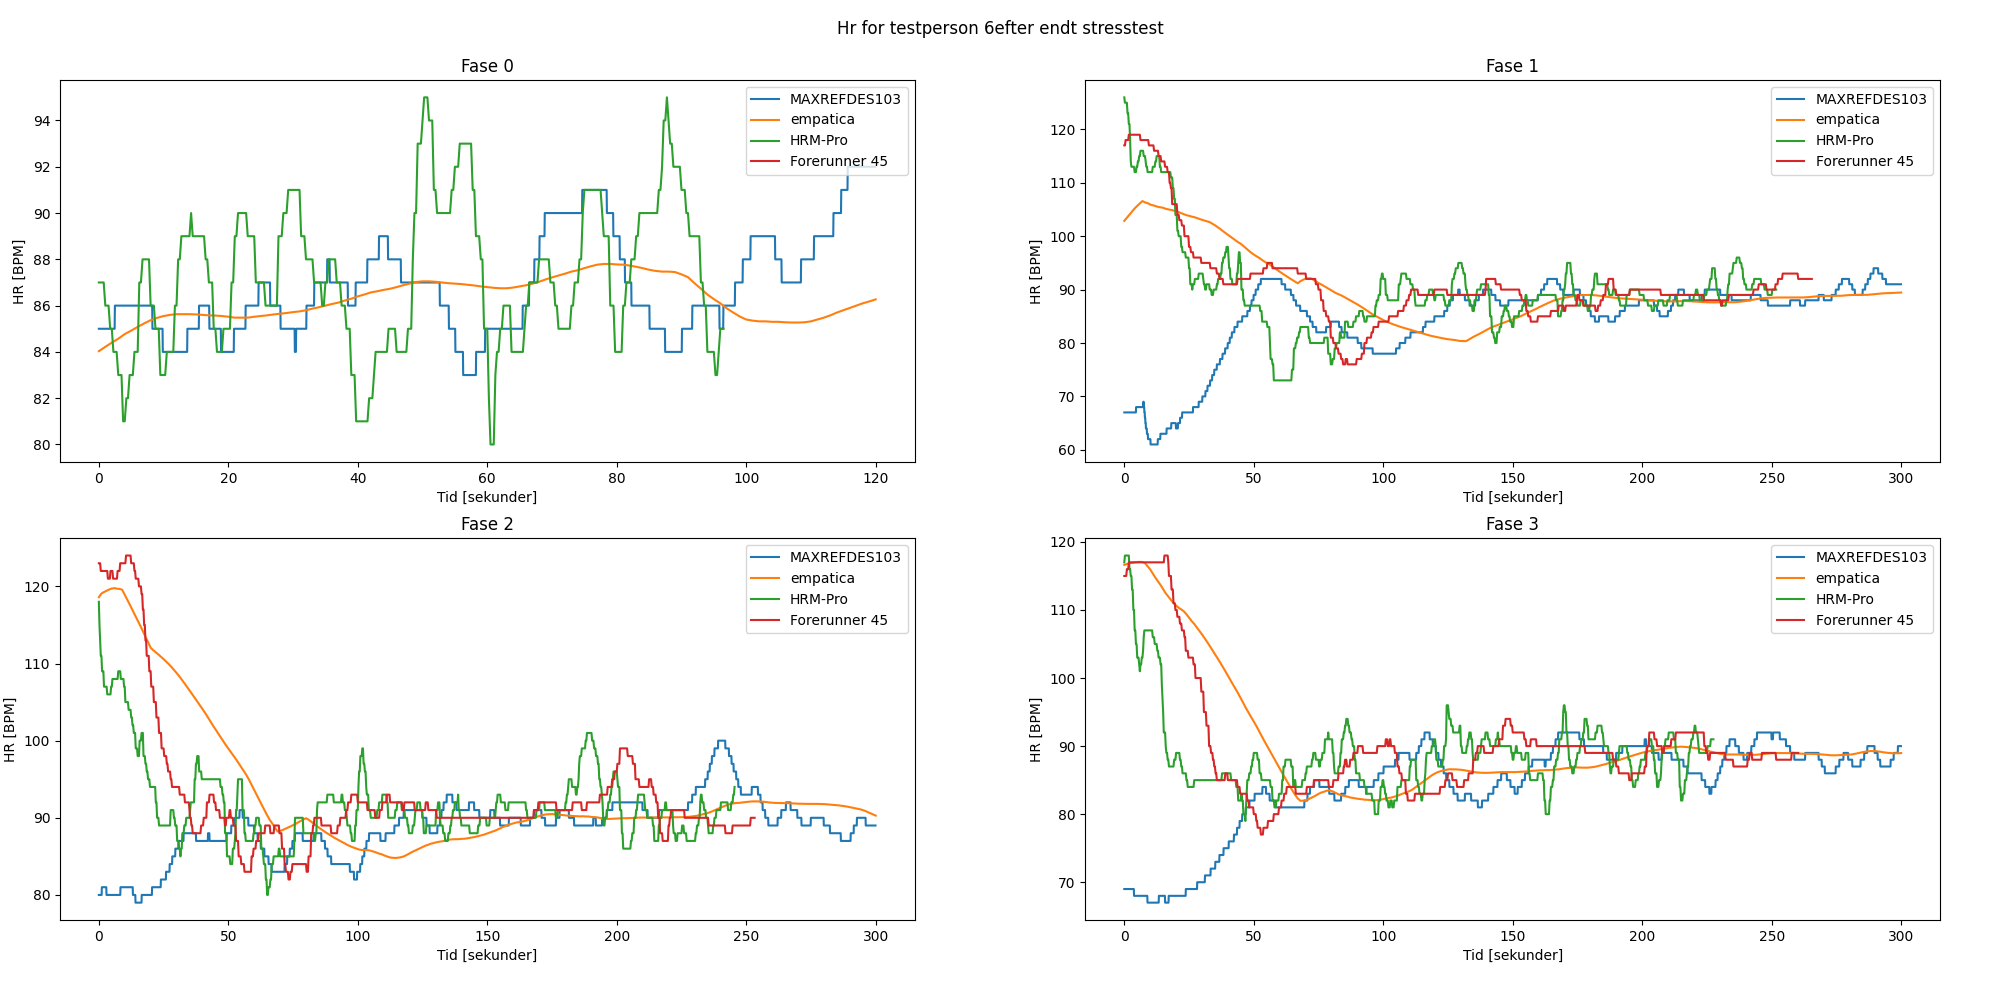 Hr for testperson 6efter endt stresstest
Fase 0
HR [BPM]
94
92
90
88
86
84
82
80
0 20 40 60 80 100 120
Tid [sekunder]
MAXREFDES103
empatica
HRM-Pro
Forerunner 45
Fase 1
HR [BPM]
120
110
100
90
80
70
60
0 50 100 150 200 250 300
Tid [sekunder]
MAXREFDES103
empatica
HRM-Pro
Forerunner 45
Fase 2
HR [BPM]
120
110
100
90
80
0 50 100 150 200 250 300
Tid [sekunder]
MAXREFDES103
empatica
HRM-Pro
Forerunner 45
Fase 3
HR [BPM]
120
110
100
90
80
70
0 50 100 150 200 250 300
Tid [sekunder]
MAXREFDES103
empatica
HRM-Pro
Forerunner 45